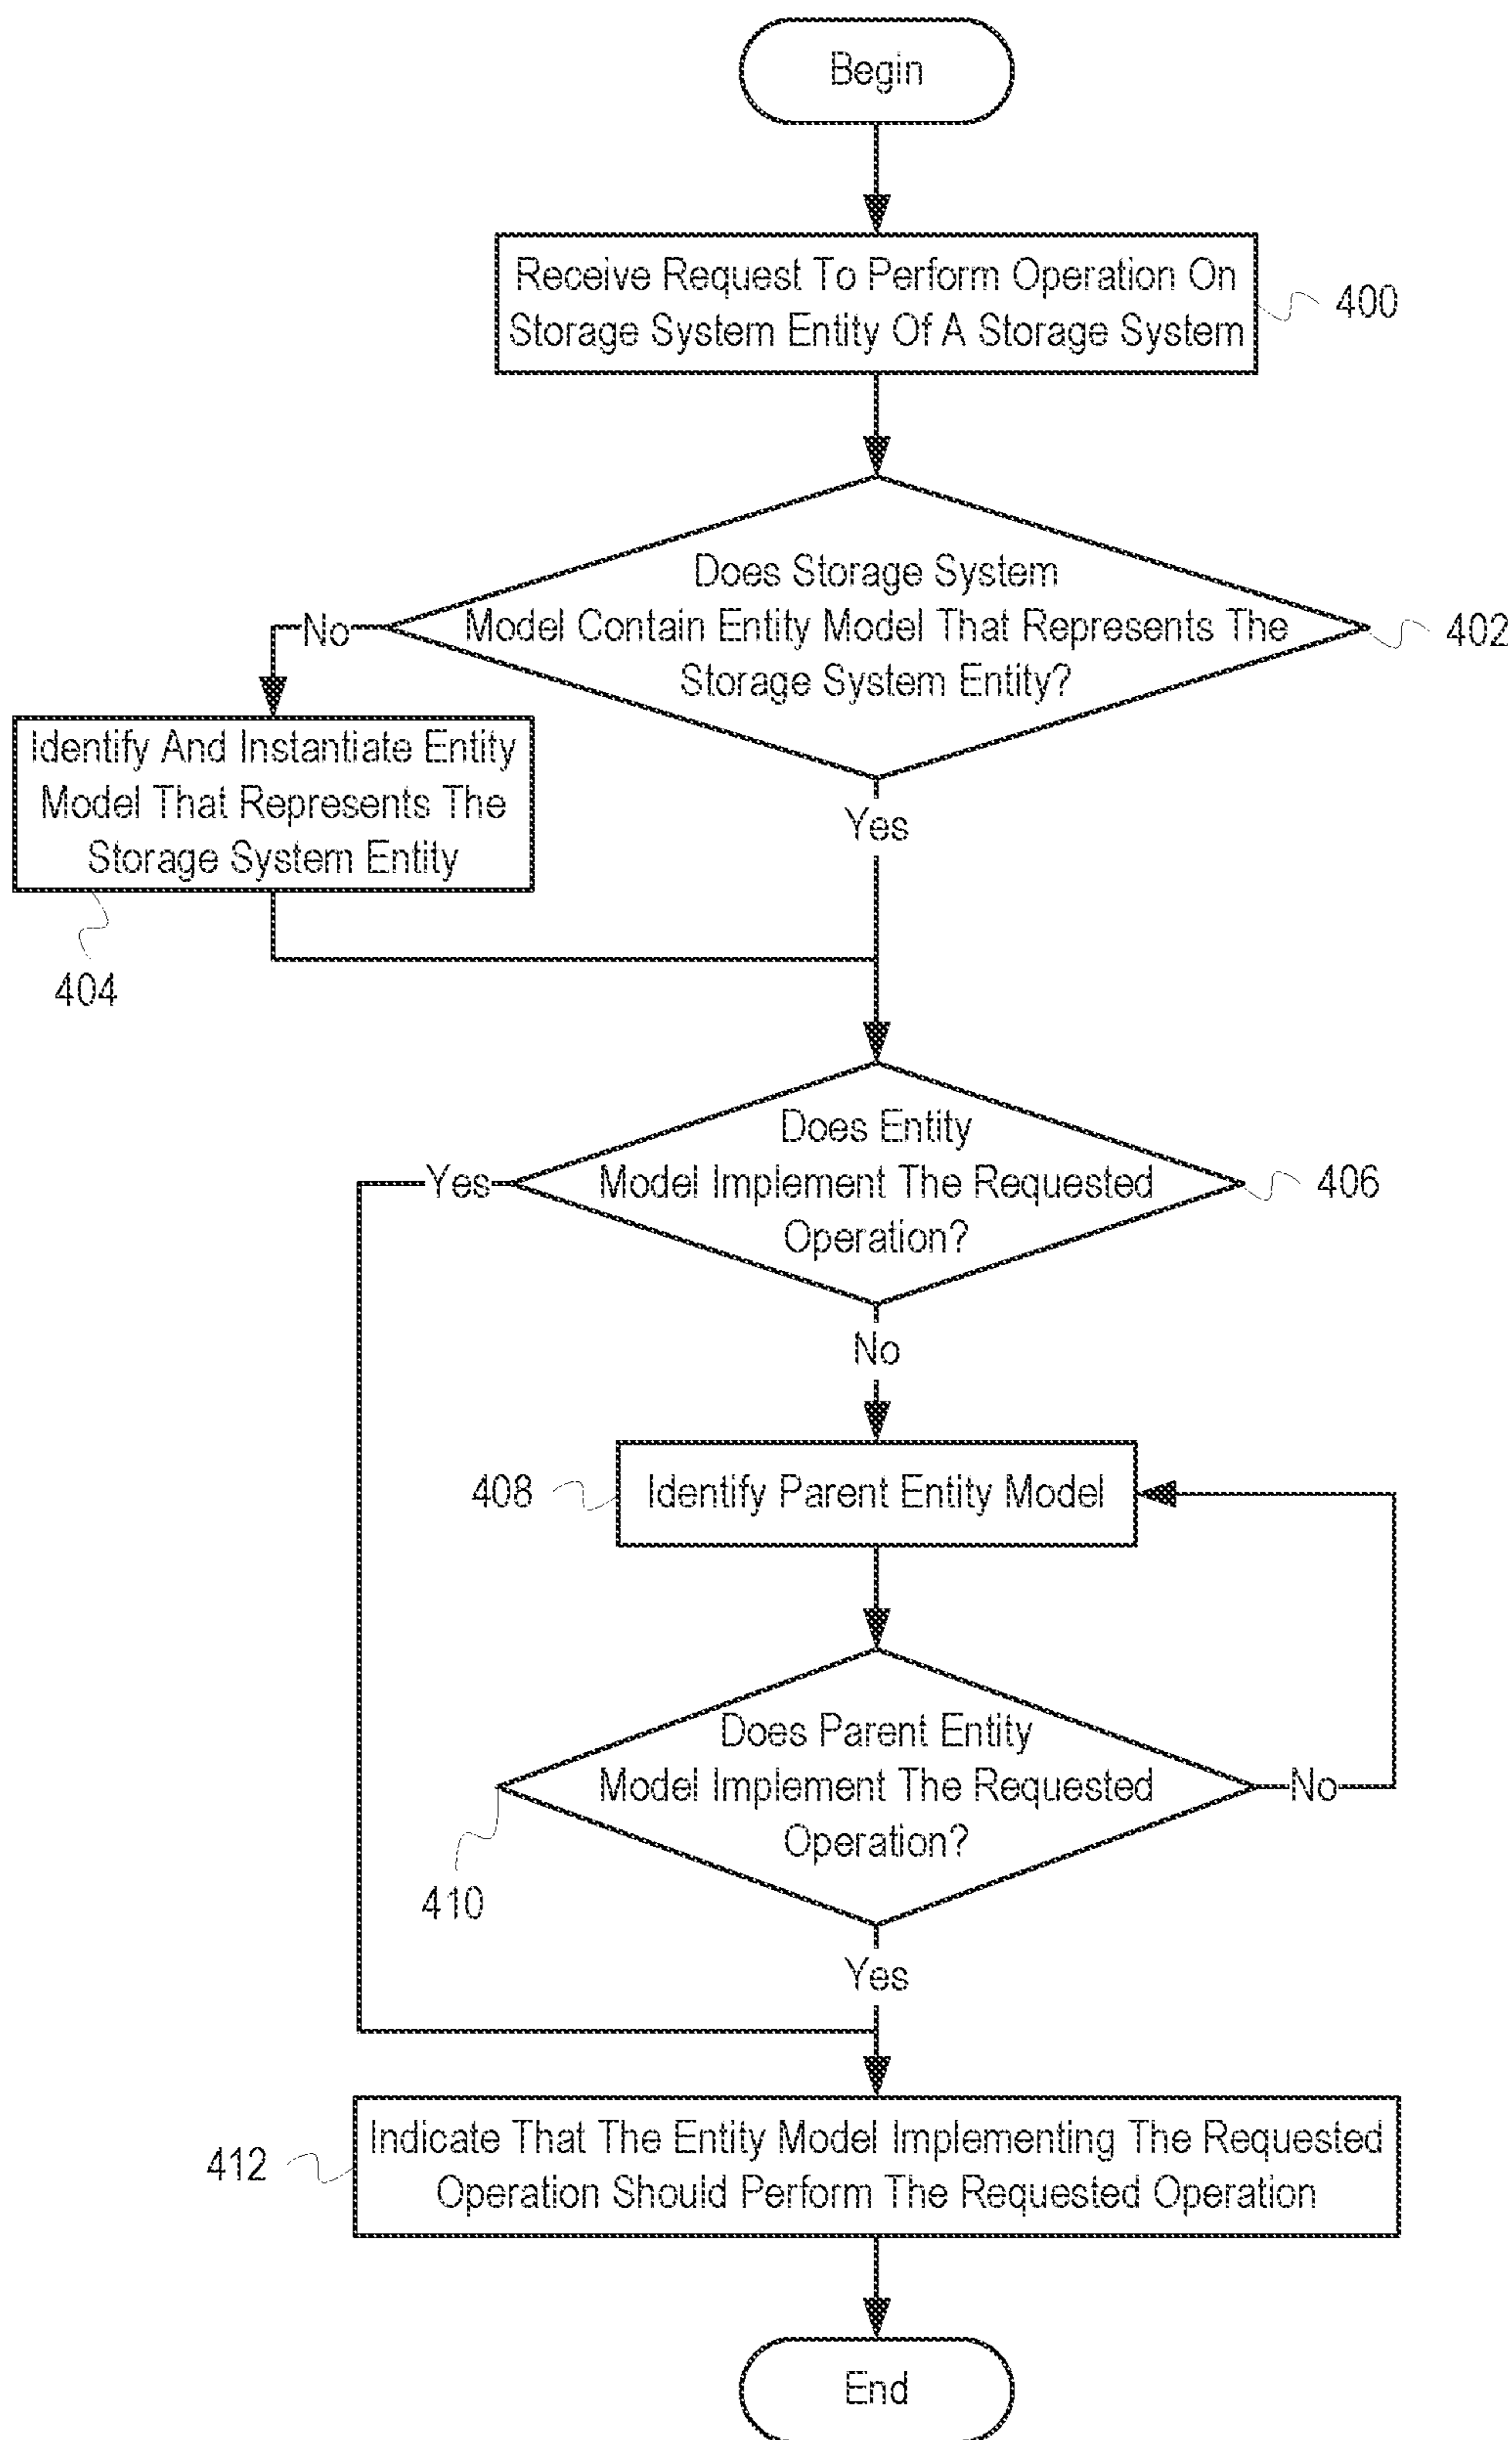 Begin
Receive Request To Perform Operation On
Storage System Entity Of A Storage System
400
Does Storage System
Model Contain Entity Model That Represents The
Storage System Entity?
402
No
Yes
Identify And Instantiate Entity
Model That Represents The
Storage System Entity
404
Does Entity
Model Implement The Requested
Operation?
406
Yes
No
408
Identify Parent Entity Model
Does Parent Entity
Model Implement The Requested
Operation?
No
410
Yes
412
Indicate That The Entity Model Implementing The Requested
Operation Should Perform The Requested Operation
End